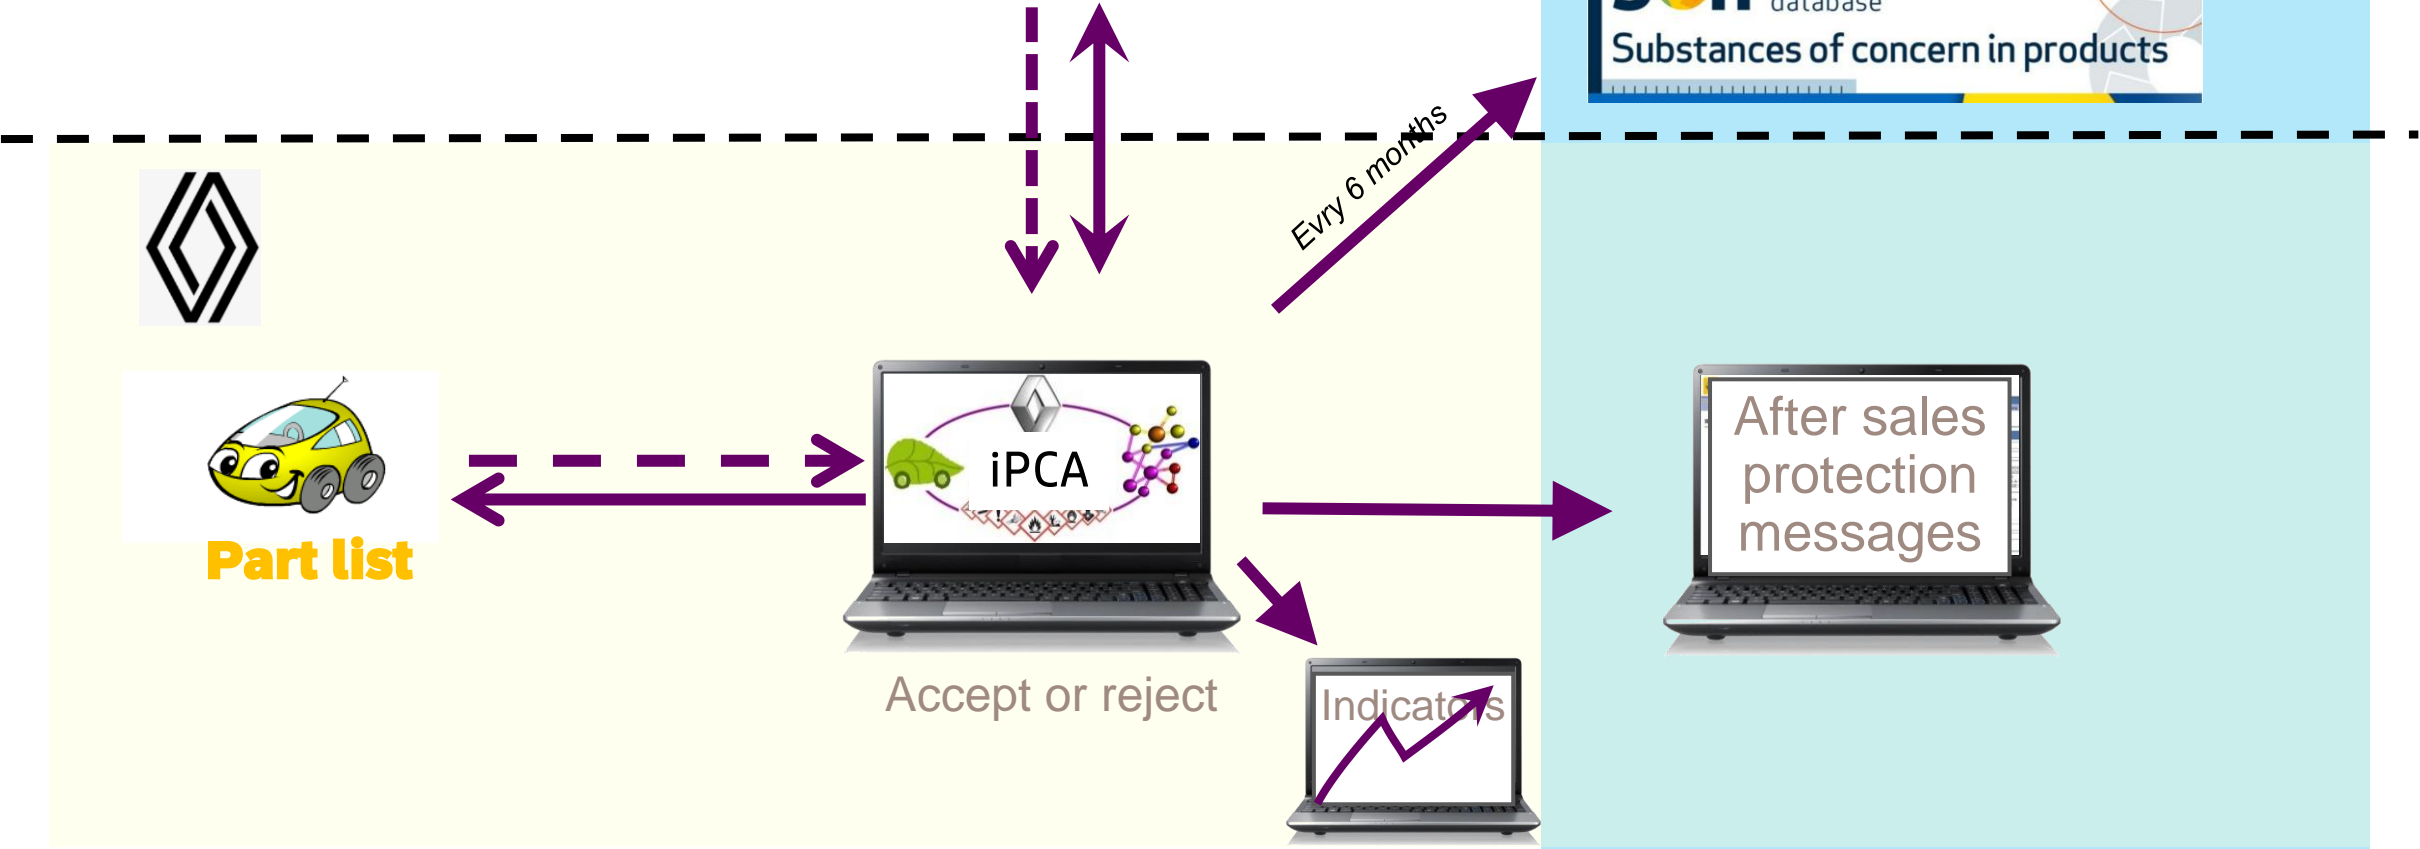 database
Substances of concern in products
Evry 6 months
iPCA
After sales
protection
messages
Part list
Accept or reject
Indicators